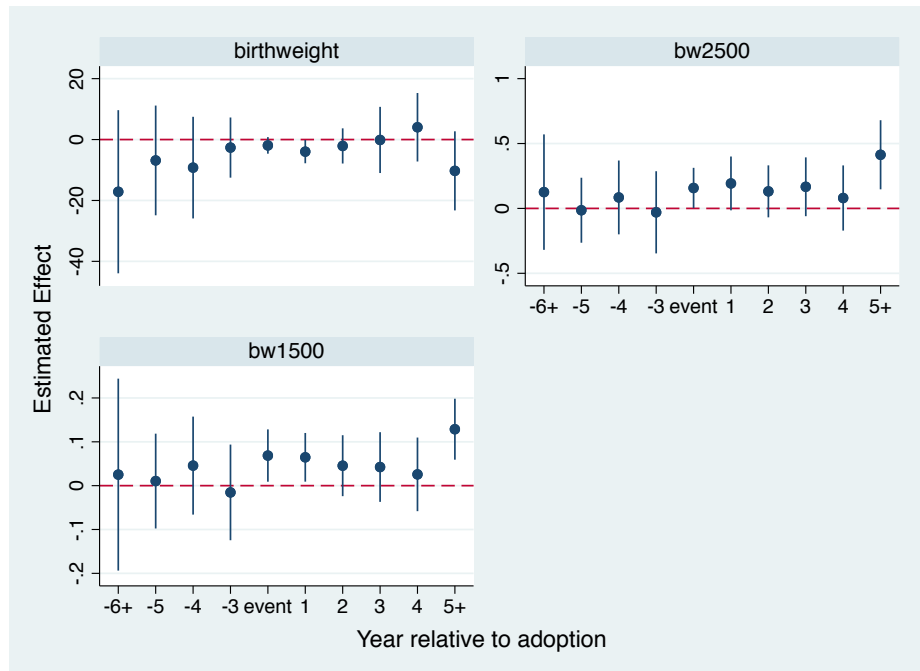 birthweight
bw2500
Estimated Effect
20
0
-20
-40
1
.5
0
-.5
-6+ -5 -4 -3 event 1 2 3 4 5+
bw1500
.2
.1
0
-.1
-.2
-6+ -5 -4 -3 event 1 2 3 4 5+
Year relative to adoption